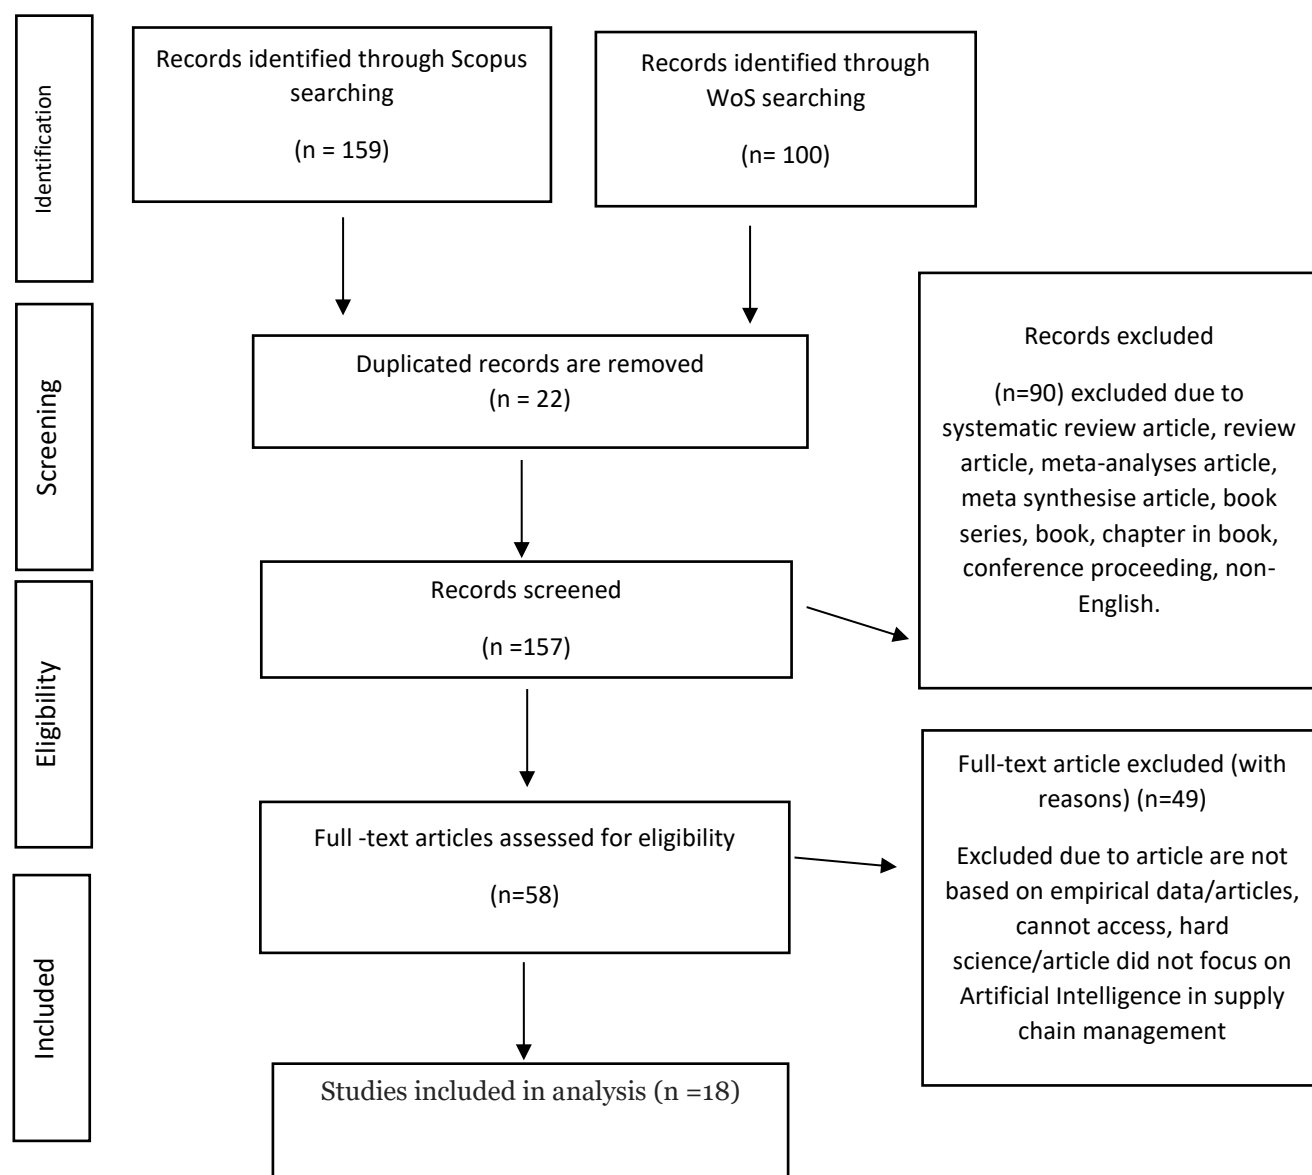 Identification
Records identified through Scopus
searching
(n = 159)
Records identified through
WoS searching
(n= 100)
Screening
Duplicated records are removed
(n = 22)
Records excluded
(n=90) excluded due to
systematic review article, review
article, meta-analyses article,
meta synthesise article, book
series, book, chapter in book,
conference proceeding, non-
English.
Records screened
(n =157)
Eligibility
Full -text articles assessed for eligibility
(n=58)
Full-text article excluded (with
reasons) (n=49)
Excluded due to article are not
based on empirical data/articles,
cannot access, hard
science/article did not focus on
Artificial Intelligence in supply
chain management
Included
Studies included in analysis (n =18)